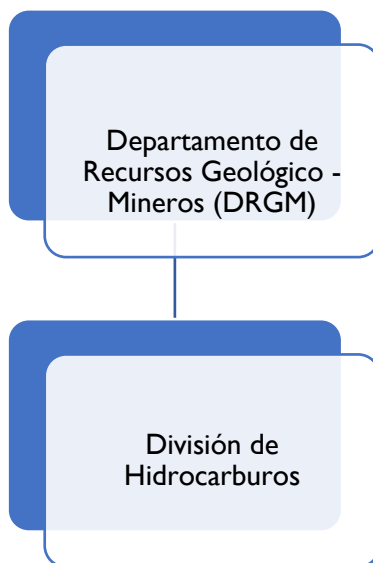 Departamento de
Recursos Geológico -
Mineros (DRGM)
División de
Hidrocarburos